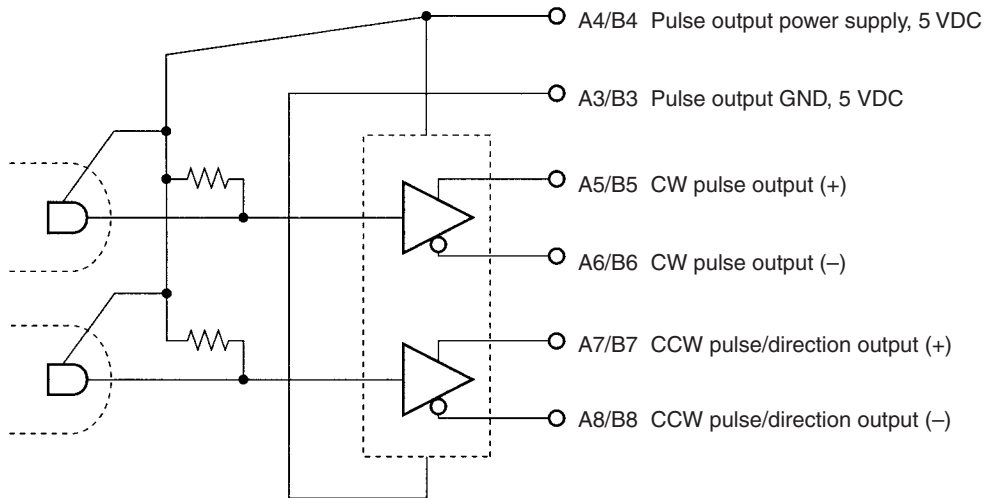 A4/B4 Pulse output power supply, 5 VDC
A3/B3 Pulse output GND, 5 VDC
A5/B5 CW pulse output (+)
A6/B6 CW pulse output (–)
A7/B7 CCW pulse/direction output (+)
A8/B8 CCW pulse/direction output (–)